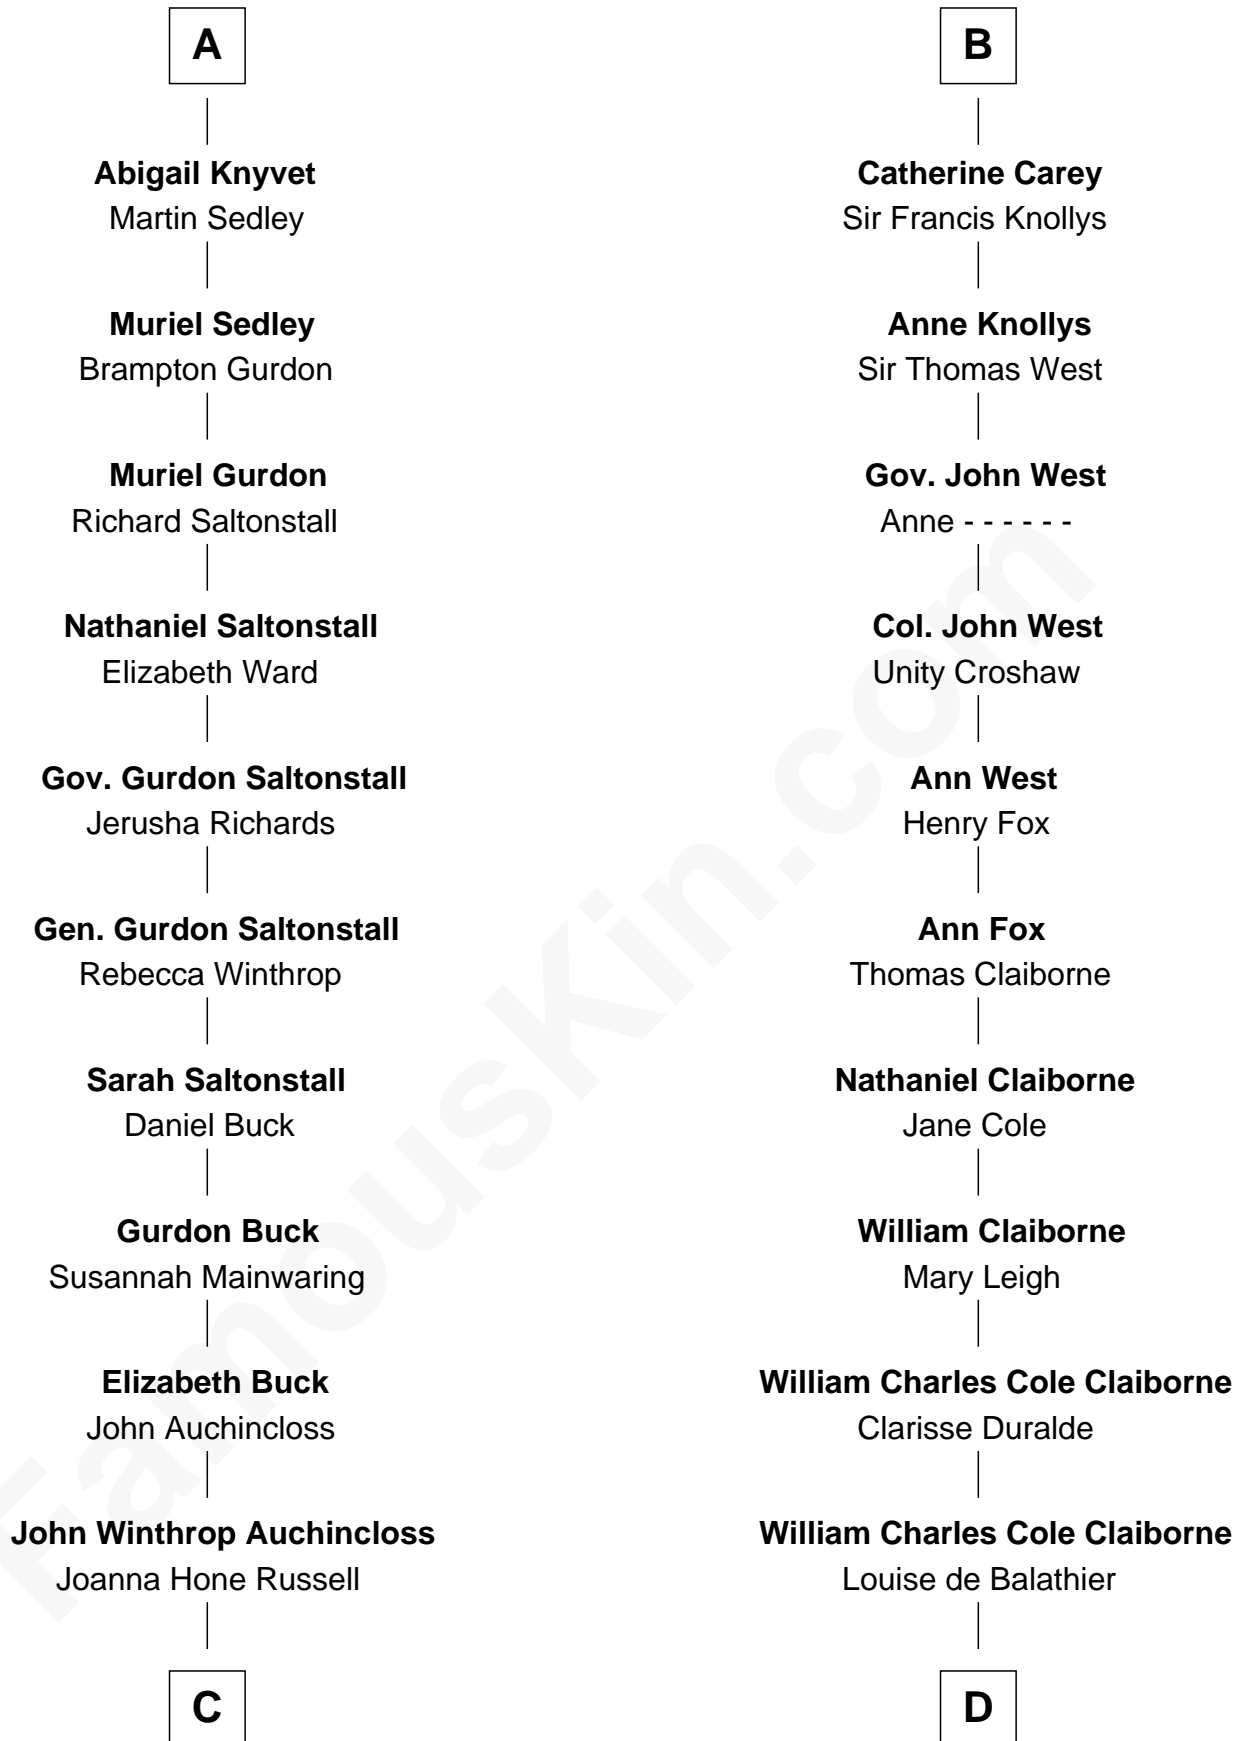 A
Abigail Knyvet
Martin Sedley
Muriel Sedley
Brampton Gurdon
Muriel Gurdon
Richard Saltonstall
Nathaniel Saltonstall
Elizabeth Ward
Gov. Gurdon Saltonstall
Jerusha Richards
Gen. Gurdon Saltonstall
Rebecca Winthrop
Sarah Saltonstall
Daniel Buck
Gurdon Buck
Susannah Mainwaring
Elizabeth Buck
John Auchincloss
John Winthrop Auchincloss
Joanna Hone Russell
C
B
Catherine Carey
Sir Francis Knollys
Anne Knollys
Sir Thomas West
Gov. John West
Anne - - - - - -
Col. John West
Unity Croshaw
Ann West
Henry Fox
Ann Fox
Thomas Claiborne
Nathaniel Claiborne
Jane Cole
William Claiborne
Mary Leigh
William Charles Cole Claiborne
Clarisse Duralde
William Charles Cole Claiborne
Louise de Balathier
D
FamousKin.com